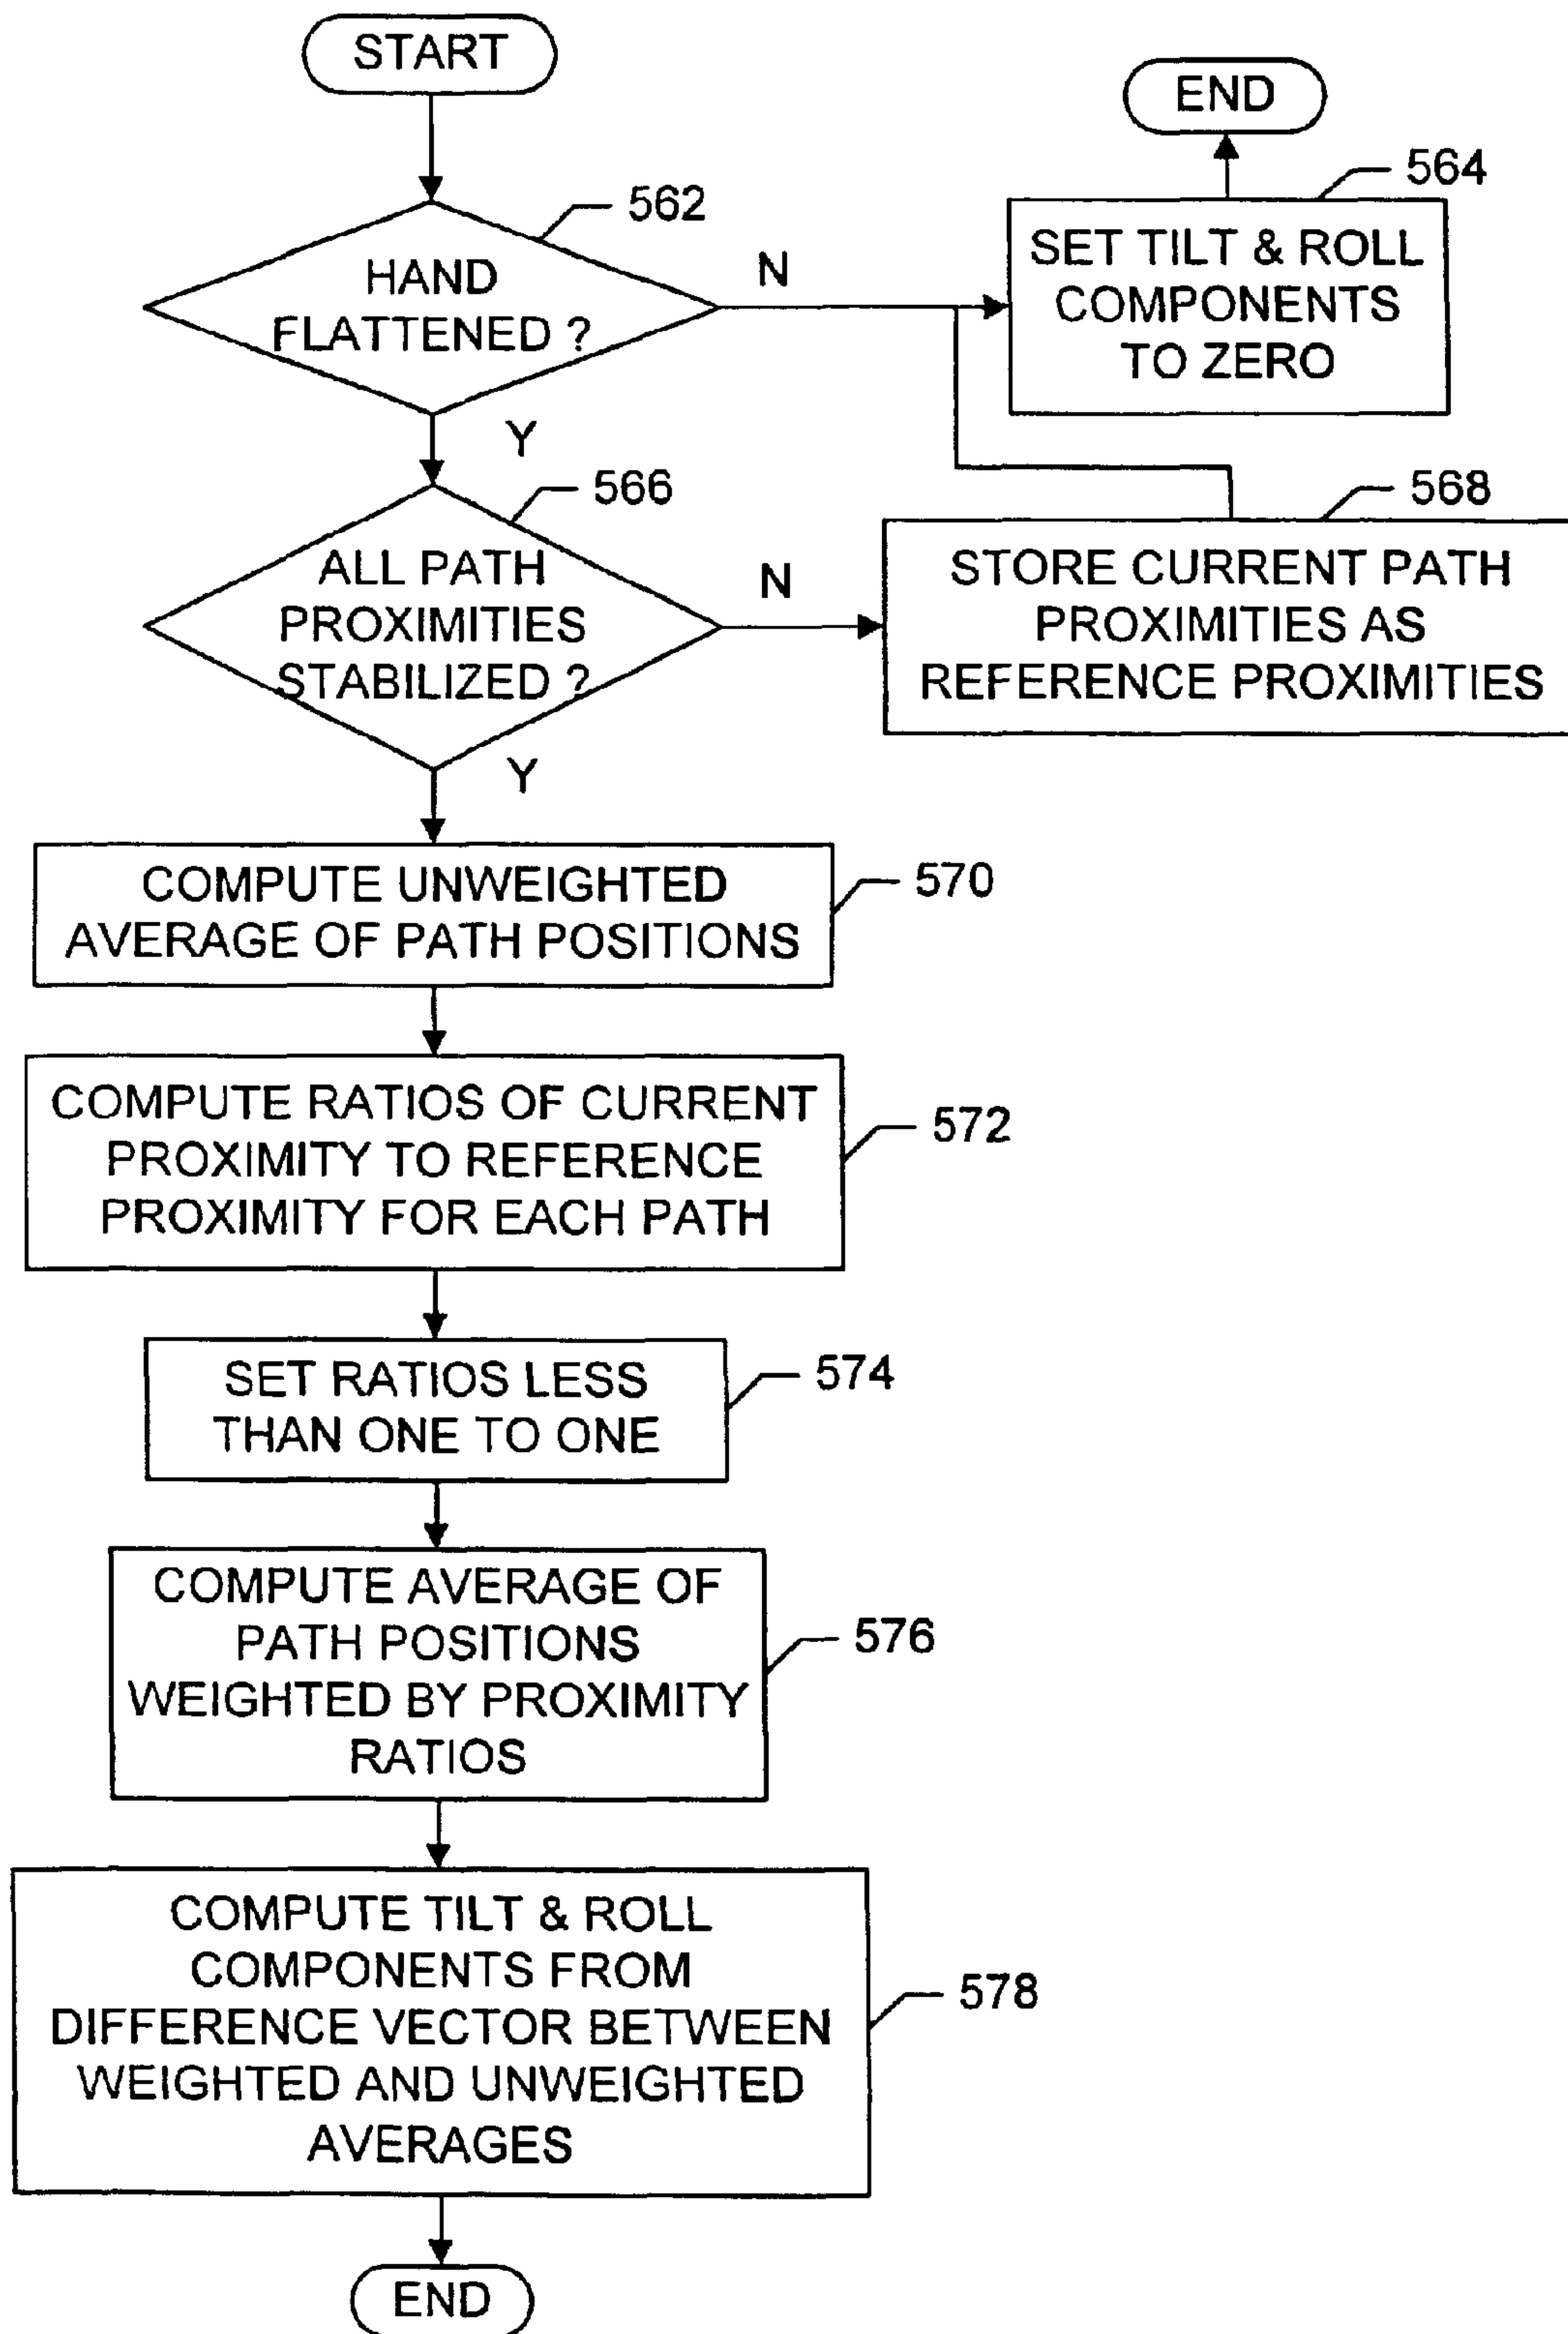 START
END
564
562
HAND
FLATTENED ?
N
SET TILT & ROLL
COMPONENTS
TO ZERO
Y
566
568
ALL PATH
PROXIMITIES
STABILIZED ?
N
STORE CURRENT PATH
PROXIMITIES AS
REFERENCE PROXIMITIES
Y
COMPUTE UNWEIGHTED
AVERAGE OF PATH POSITIONS
570
COMPUTE RATIOS OF CURRENT
PROXIMITY TO REFERENCE
PROXIMITY FOR EACH PATH
572
SET RATIOS LESS
THAN ONE TO ONE
574
COMPUTE AVERAGE OF
PATH POSITIONS
WEIGHTED BY PROXIMITY
RATIOS
576
COMPUTE TILT & ROLL
COMPONENTS FROM
DIFFERENCE VECTOR BETWEEN
WEIGHTED AND UNWEIGHTED
AVERAGES
578
END